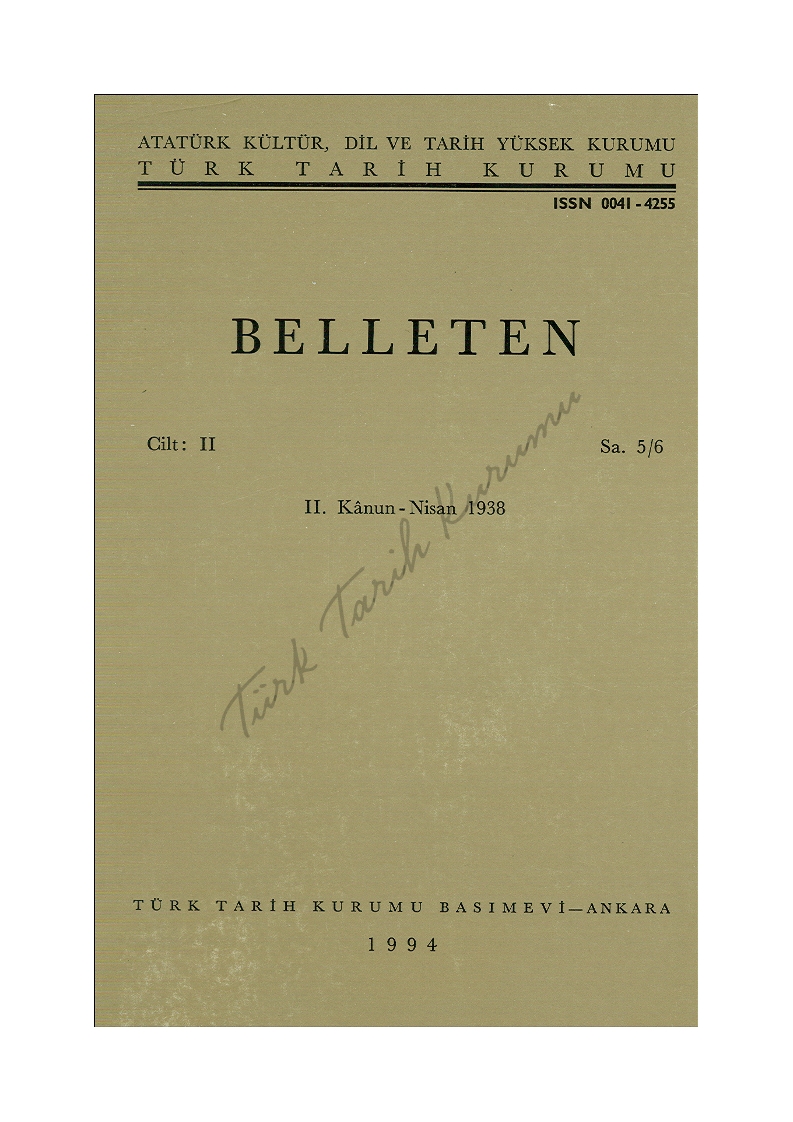 ATATÜRK KÜLTÜR, DİL VE TARİH YÜKSEK KURUMU
TÜRK TARİH KURUMU
ISSN 0041 - 4255
BELLETEN
Cilt: II
Sa. 5/6
II. Kânun - Nisan 1938
Türk Tarih Kurumu
TÜRK TARİH KURUMU BASIMEVİ—ANKARA
1994